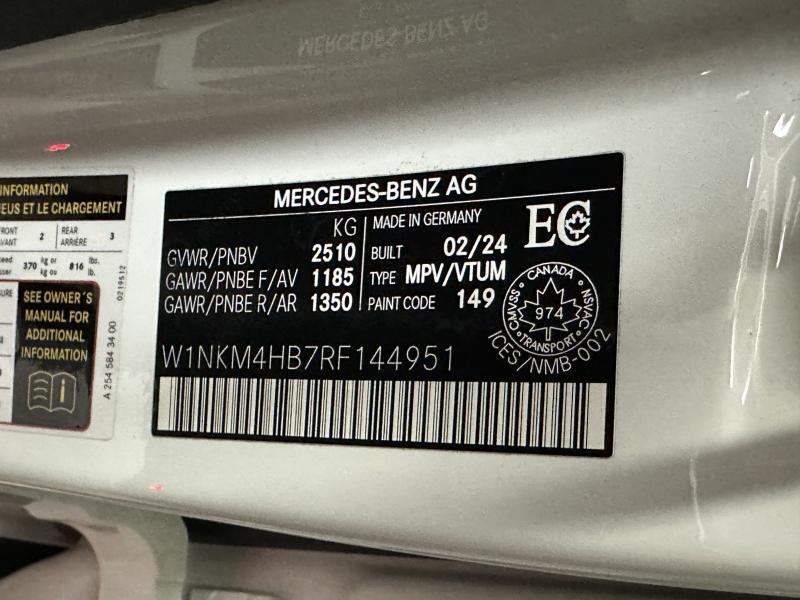 MERCEDES-BENZ AG
INFORMATION
EUS ET LE CHARGEMENT
FRONT
AVANT
2
REAR
ARRIÈRE
3
370 kg or
kg ou
816 lbs.
lb.
SEE OWNER'S
MANUAL FOR
ADDITIONAL
INFORMATION
A 254 584 34 00
0219512
MERCEDES-BENZ AG
KG
GVWR/PNBV 2510
GAWR/PNBE F/AV 1185
GAWR/PNBE R/AR 1350
MADE IN GERMANY
BUILT 02/24
TYPE MPV/VTUM
PAINT CODE 149
EC
CANADA
CMVSS 974 NSVAC
TRANSPORT
ICES/NMB-002
W1NKM4HB7RF144951